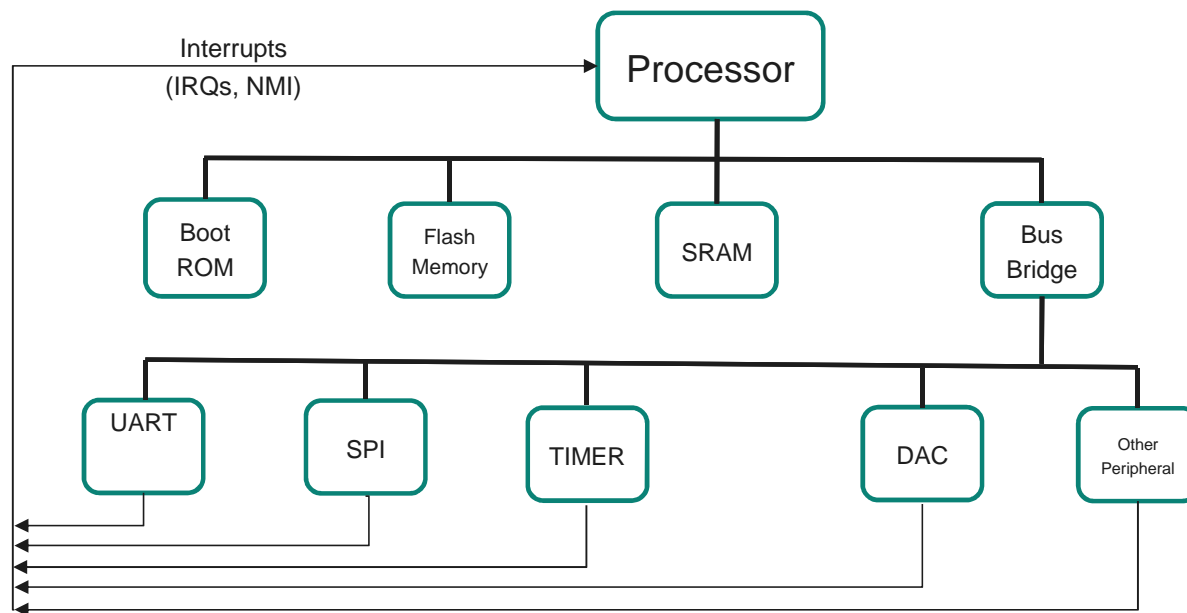 Interrupts
(IRQs, NMI)
Processor
Boot
ROM
Flash
Memory
SRAM
Bus
Bridge
UART
SPI
TIMER
DAC
Other
Peripheral